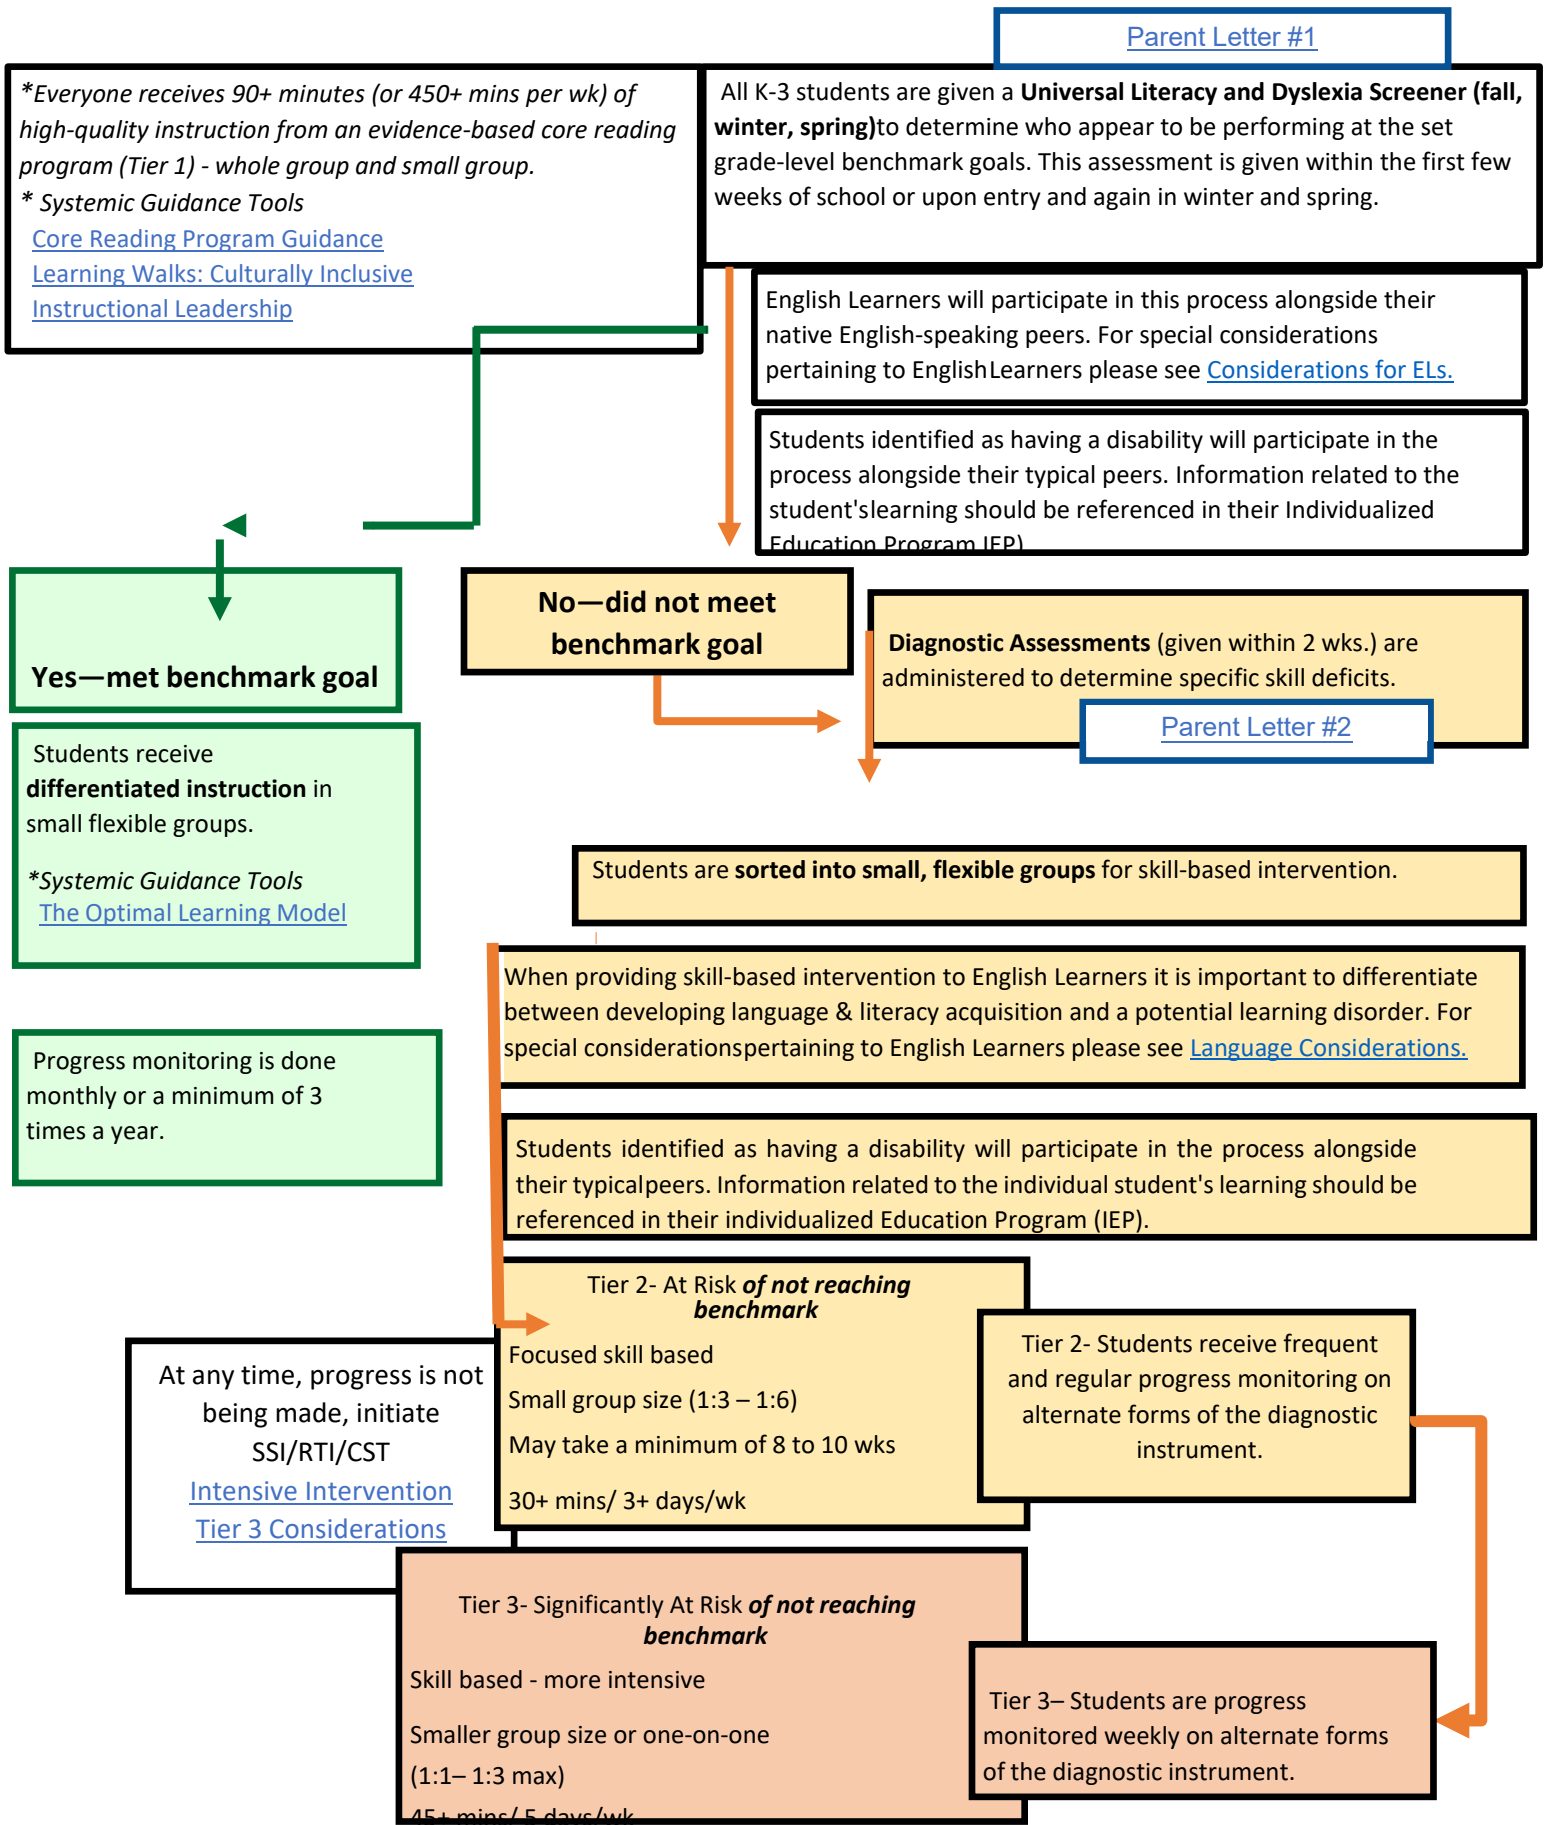 Parent Letter #1
*Everyone receives 90+ minutes (or 450+ mins per wk) of
high-quality instruction from an evidence-based core reading
program (Tier 1) - whole group and small group.
* Systemic Guidance Tools
Core Reading Program Guidance
Learning Walks: Culturally Inclusive
Instructional Leadership
All K-3 students are given a Universal Literacy and Dyslexia Screener (fall,
winter, spring)to determine who appear to be performing at the set
grade-level benchmark goals. This assessment is given within the first few
weeks of school or upon entry and again in winter and spring.
English Learners will participate in this process alongside their
native English-speaking peers. For special considerations
pertaining to EnglishLearners please see Considerations for ELs.
Students identified as having a disability will participate in the
process alongside their typical peers. Information related to the
student'slearning should be referenced in their Individualized
Education Program IEP)
Yes—met benchmark goal
No—did not meet
benchmark goal
Diagnostic Assessments (given within 2 wks.) are
administered to determine specific skill deficits.
Parent Letter #2
Students receive
differentiated instruction in
small flexible groups.
*Systemic Guidance Tools
The Optimal Learning Model
Students are sorted into small, flexible groups for skill-based intervention.
When providing skill-based intervention to English Learners it is important to differentiate
between developing language & literacy acquisition and a potential learning disorder. For
special considerationspertaining to English Learners please see Language Considerations.
Progress monitoring is done
monthly or a minimum of 3
times a year.
Students identified as having a disability will participate in the process alongside
their typicalpeers. Information related to the individual student's learning should be
referenced in their individualized Education Program (IEP).
Tier 2- At Risk of not reaching
benchmark
Focused skill based
Small group size (1:3 – 1:6)
May take a minimum of 8 to 10 wks
30+ mins/ 3+ days/wk
Tier 2- Students receive frequent
and regular progress monitoring on
alternate forms of the diagnostic
instrument.
At any time, progress is not
being made, initiate
SSI/RTI/CST
Intensive Intervention
Tier 3 Considerations
Tier 3- Significantly At Risk of not reaching
benchmark
Skill based - more intensive
Smaller group size or one-on-one
(1:1– 1:3 max)
45+ mins/ 5 days/wk
Tier 3– Students are progress
monitored weekly on alternate forms
of the diagnostic instrument.